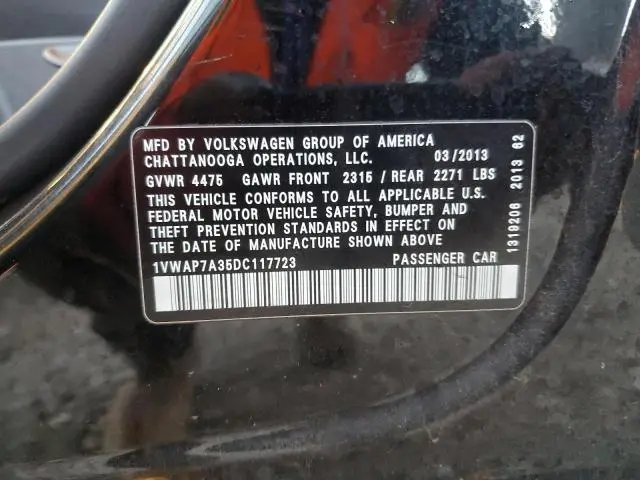 MFD BY VOLKSWAGEN GROUP OF AMERICA
CHATTANOOGA OPERATIONS, LLC. 03/2013
GVWR 4475 GAWR FRONT 2315 / REAR 2271 LBS
THIS VEHICLE CONFORMS TO ALL APPLICABLE U.S.
FEDERAL MOTOR VEHICLE SAFETY, BUMPER AND
THEFT PREVENTION STANDARDS IN EFFECT ON
THE DATE OF MANUFACTURE SHOWN ABOVE
1VWAP7A35DC117723 PASSENGER CAR
1319206 2013 62